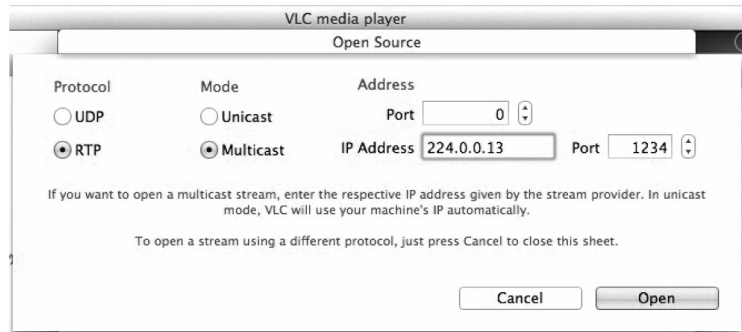 VLC media player
Open Source
Protocol Mode Address
UDP Unicast Port 0
RTP Multicast IP Address 224.0.0.13 Port 1234
If you want to open a multicast stream, enter the respective IP address given by the stream provider. In unicast
mode, VLC will use your machine's IP automatically.
To open a stream using a different protocol, just press Cancel to close this sheet.
Cancel Open